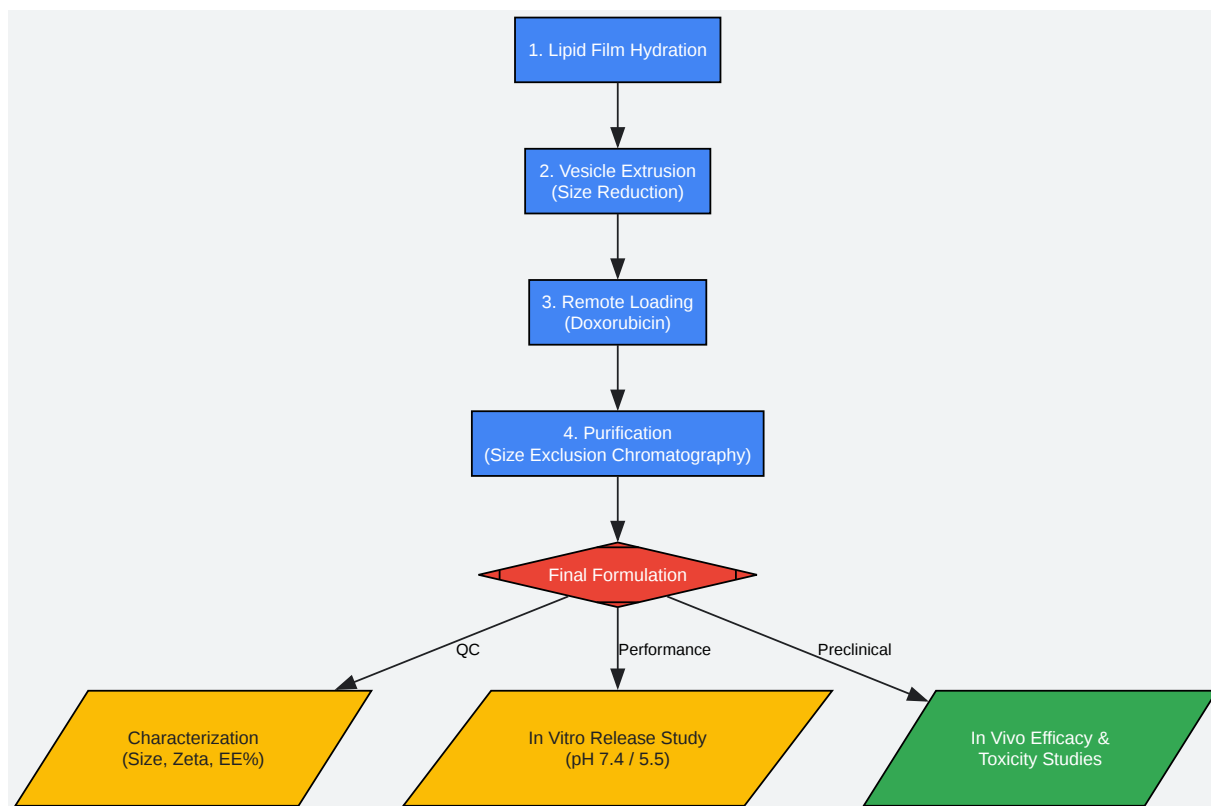 1. Lipid Film Hydration
2. Vesicle Extrusion
(Size Reduction)
3. Remote Loading
(Doxorubicin)
4. Purification
(Size Exclusion Chromatography)
Final Formulation
QC
Performance
Preclinical
Characterization
(Size, Zeta, EE%)
In Vitro Release Study
(pH 7.4 / 5.5)
In Vivo Efficacy &
Toxicity Studies